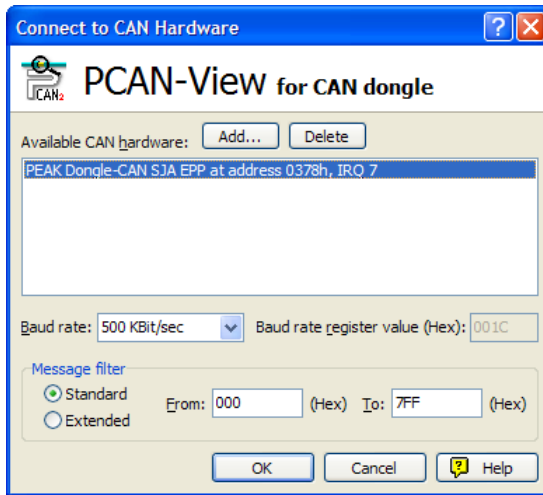 Connect to CAN Hardware
PCAN-View for CAN dongle
CAN2
Available CAN hardware: Add... Delete
PEAK Dongle-CAN SJA EPP at address 0378h, IRQ 7
Baud rate: 500 KBit/sec Baud rate register value (Hex): 001C
Message filter
Standard
From: 000 (Hex) To: 7FF (Hex)
Extended
OK Cancel Help